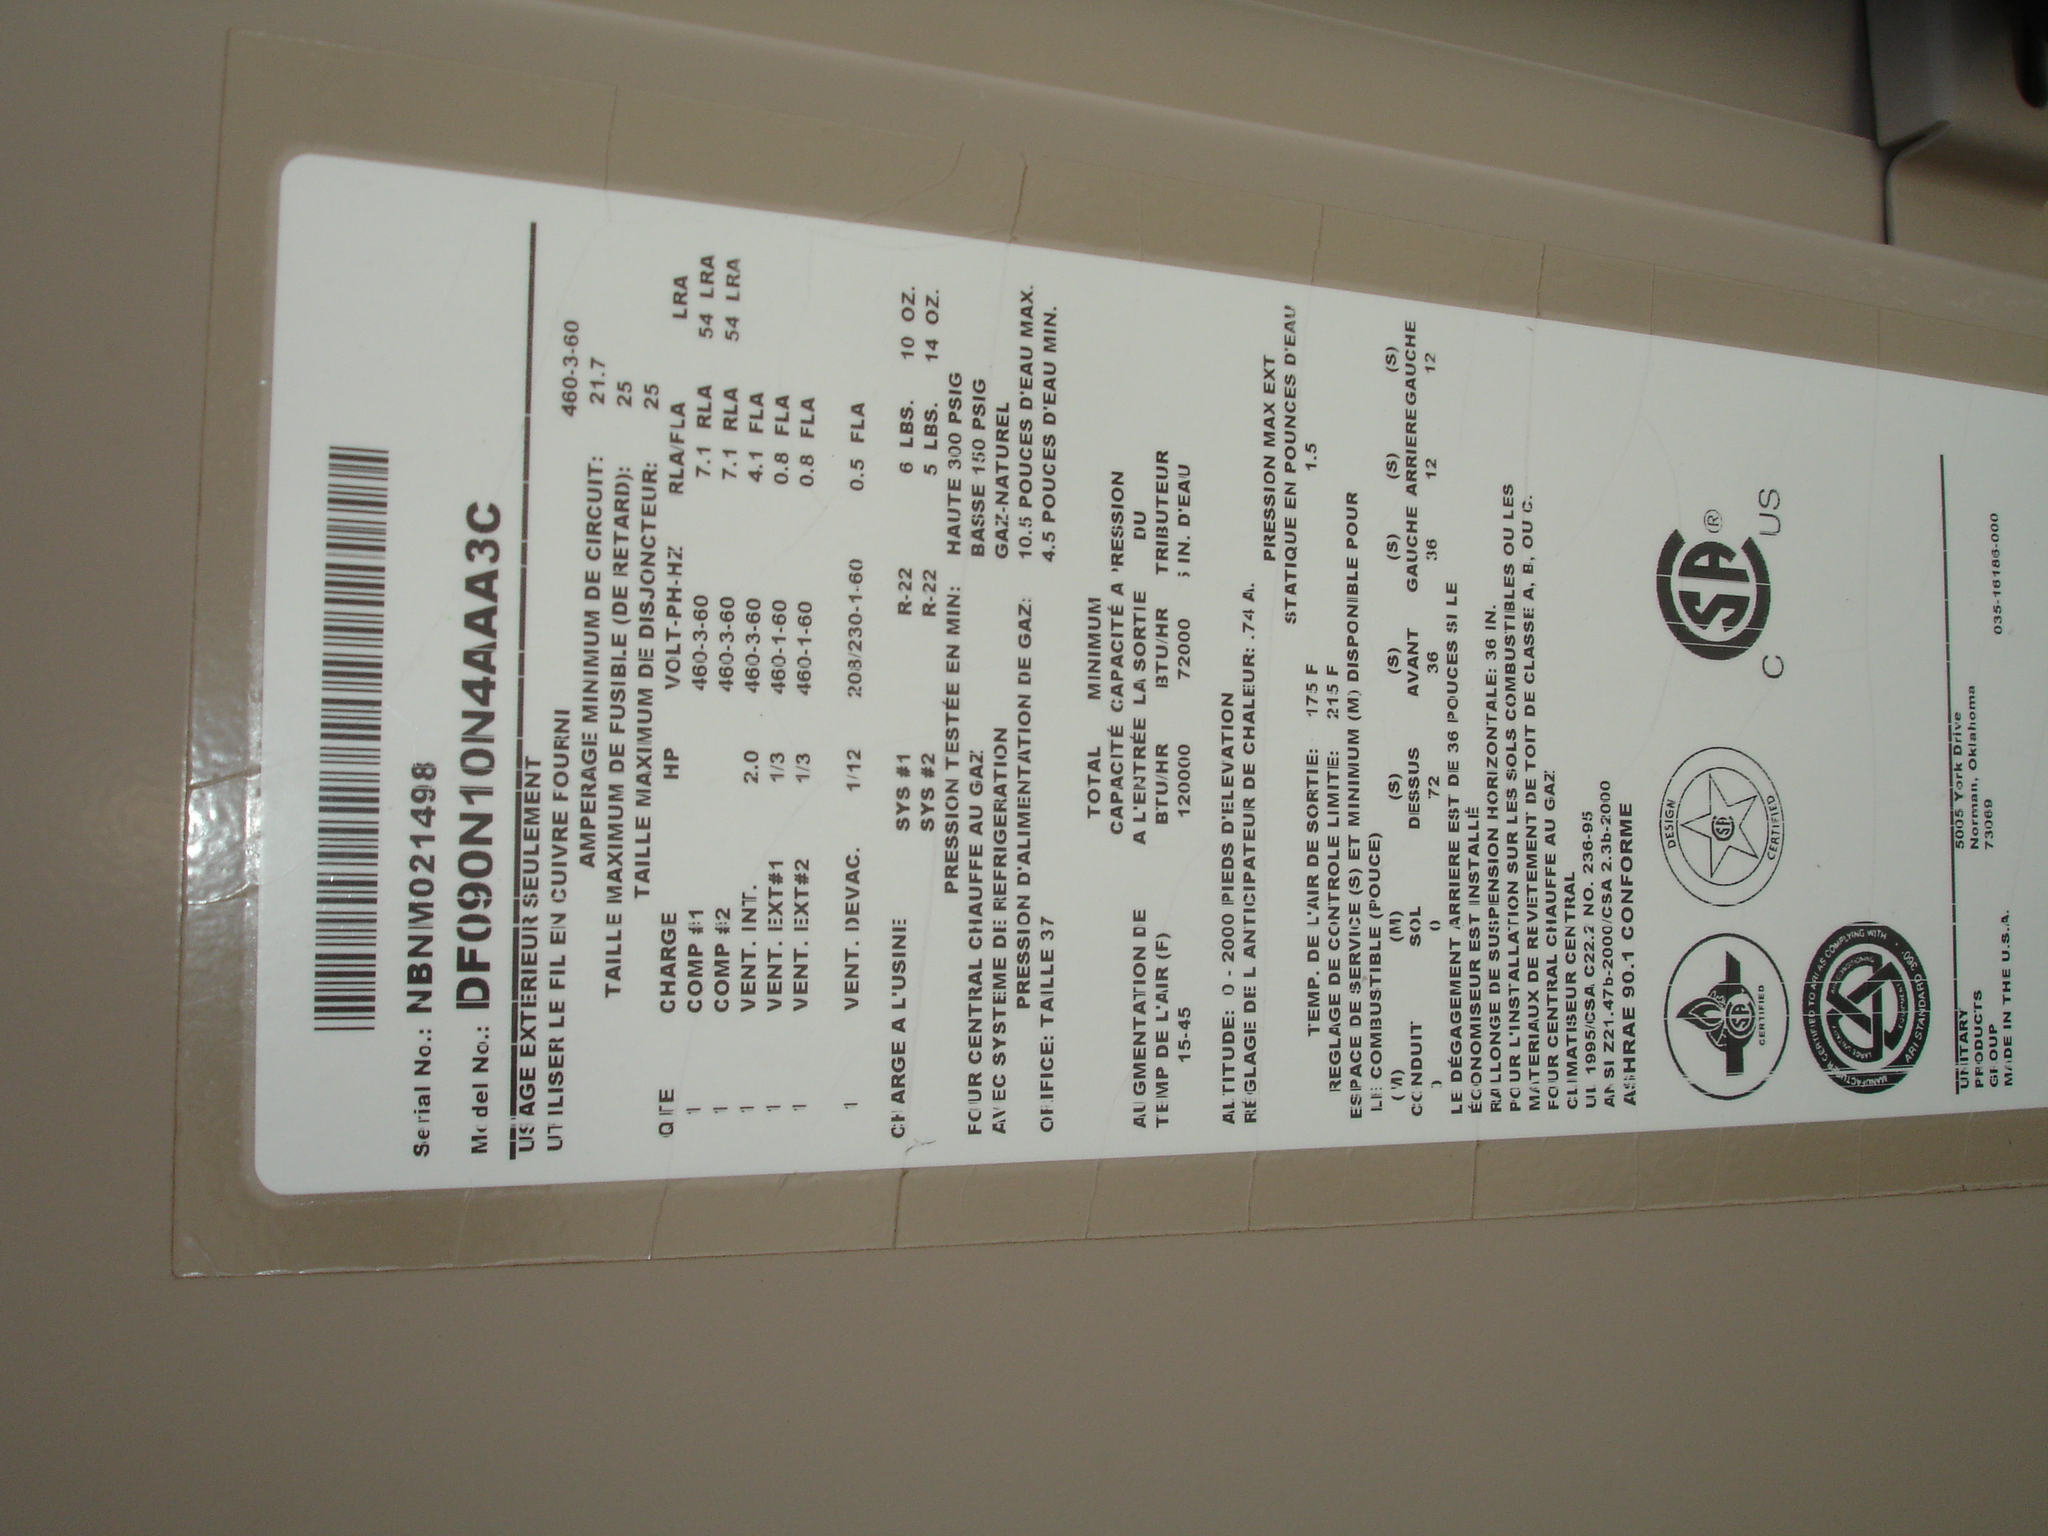 Serial No.: NBNM021498
Model No.: DF090N10N4AAA3C
USAGE EXTERIEUR SEULEMENT
UTILISER LE FIL EN CUIVRE FOURNI 460-3-60
AMPERAGE MINIMUM DE CIRCUIT: 21.7
TAILLE MAXIMUM DE FUSIBLE (DE RETARD): 25
TAILLE MAXIMUM DE DISJONCTEUR: 25
QTE CHARGE HP VOLT-PH-HZ RLA/FLA LRA
1 COMP #1 460-3-60 7.1 RLA 54 LRA
1 COMP #2 460-3-60 7.1 RLA 54 LRA
1 VENT. INT. 2.0 460-3-60 4.1 FLA
1 VENT. EXT#1 1/3 460-1-60 0.8 FLA
1 VENT. EXT#2 1/3 460-1-60 0.8 FLA
1 VENT. DEVAC. 1/12 208/230-1-60 0.5 FLA
CHARGE A L'USINE SYS #1 R-22 6 LBS. 10 OZ.
SYS #2 R-22 5 LBS. 14 OZ.
PRESSION TESTÉE EN MIN: HAUTE 300 PSIG
FOUR CENTRAL CHAUFFE AU GAZ BASSE 150 PSIG
AVEC SYSTEME DE REFRIGERATION GAZ-NATUREL
PRESSION D'ALIMENTATION DE GAZ: 10.5 POUCES D'EAU MAX.
ORIFICE: TAILLE 37 4.5 POUCES D'EAU MIN.
TOTAL MINIMUM
CAPACITÉ CAPACITÉ A 'RESSION
AUGMENTATION DE A L'ENTRÉE LA SORTIE DU
TEMP DE L'AIR (F) BTU/HR BTU/HR TRIBUTEUR
15-45 120000 72000 IN. D'EAU
ALTITUDE: 0 - 2000 PIEDS D'ELEVATION
RÉGLAGE DE L ANTICIPATEUR DE CHALEUR: .74 A.
PRESSION MAX EXT
STATIQUE EN POUNCES D'EAU
1.5
TEMP. DE L'AIR DE SORTIE: 175 F
REGLAGE DE CONTROLE LIMITE: 215 F
ESPACE DE SERVICE (S) ET MINIMUM (M) DISPONIBLE POUR
LE COMBUSTIBLE (POUCE)
(M) (M) (S) (S) (S) (S) (S)
CONDUIT SOL DESSUS AVANT GAUCHE ARRIEREGAUCHE
0 0 72 36 36 12 12
LE DÉGAGEMENT ARRIERE EST DE 36 POUCES SI LE
ÉCONOMISEUR EST INSTALLÉ
RALLONGE DE SUSPENSION HORIZONTALE: 36 IN.
POUR L'INSTALLATION SUR LES SOLS COMBUSTIBLES OU LES
MATERIAUX DE REVETEMENT DE TOIT DE CLASSE A, B, OU C.
FOUR CENTRAL CHAUFFE AU GAZ
CLIMATISEUR CENTRAL
UL 1995/CSA C22.2 NO. 236-95
ANSI Z21.47b-2000/CSA 2.3b-2000
ASHRAE 90.1 CONFORME
CERTIFIED
DESIGN CERTIFIED
C US ®
MANUFACTURER CERTIFIED TO ARI AS COMPLYING WITH
ARI STANDARD 360
UNITARY 5005 York Drive
PRODUCTS Norman, Oklahoma
GROUP 73069
MADE IN THE U.S.A. 035-16186-000